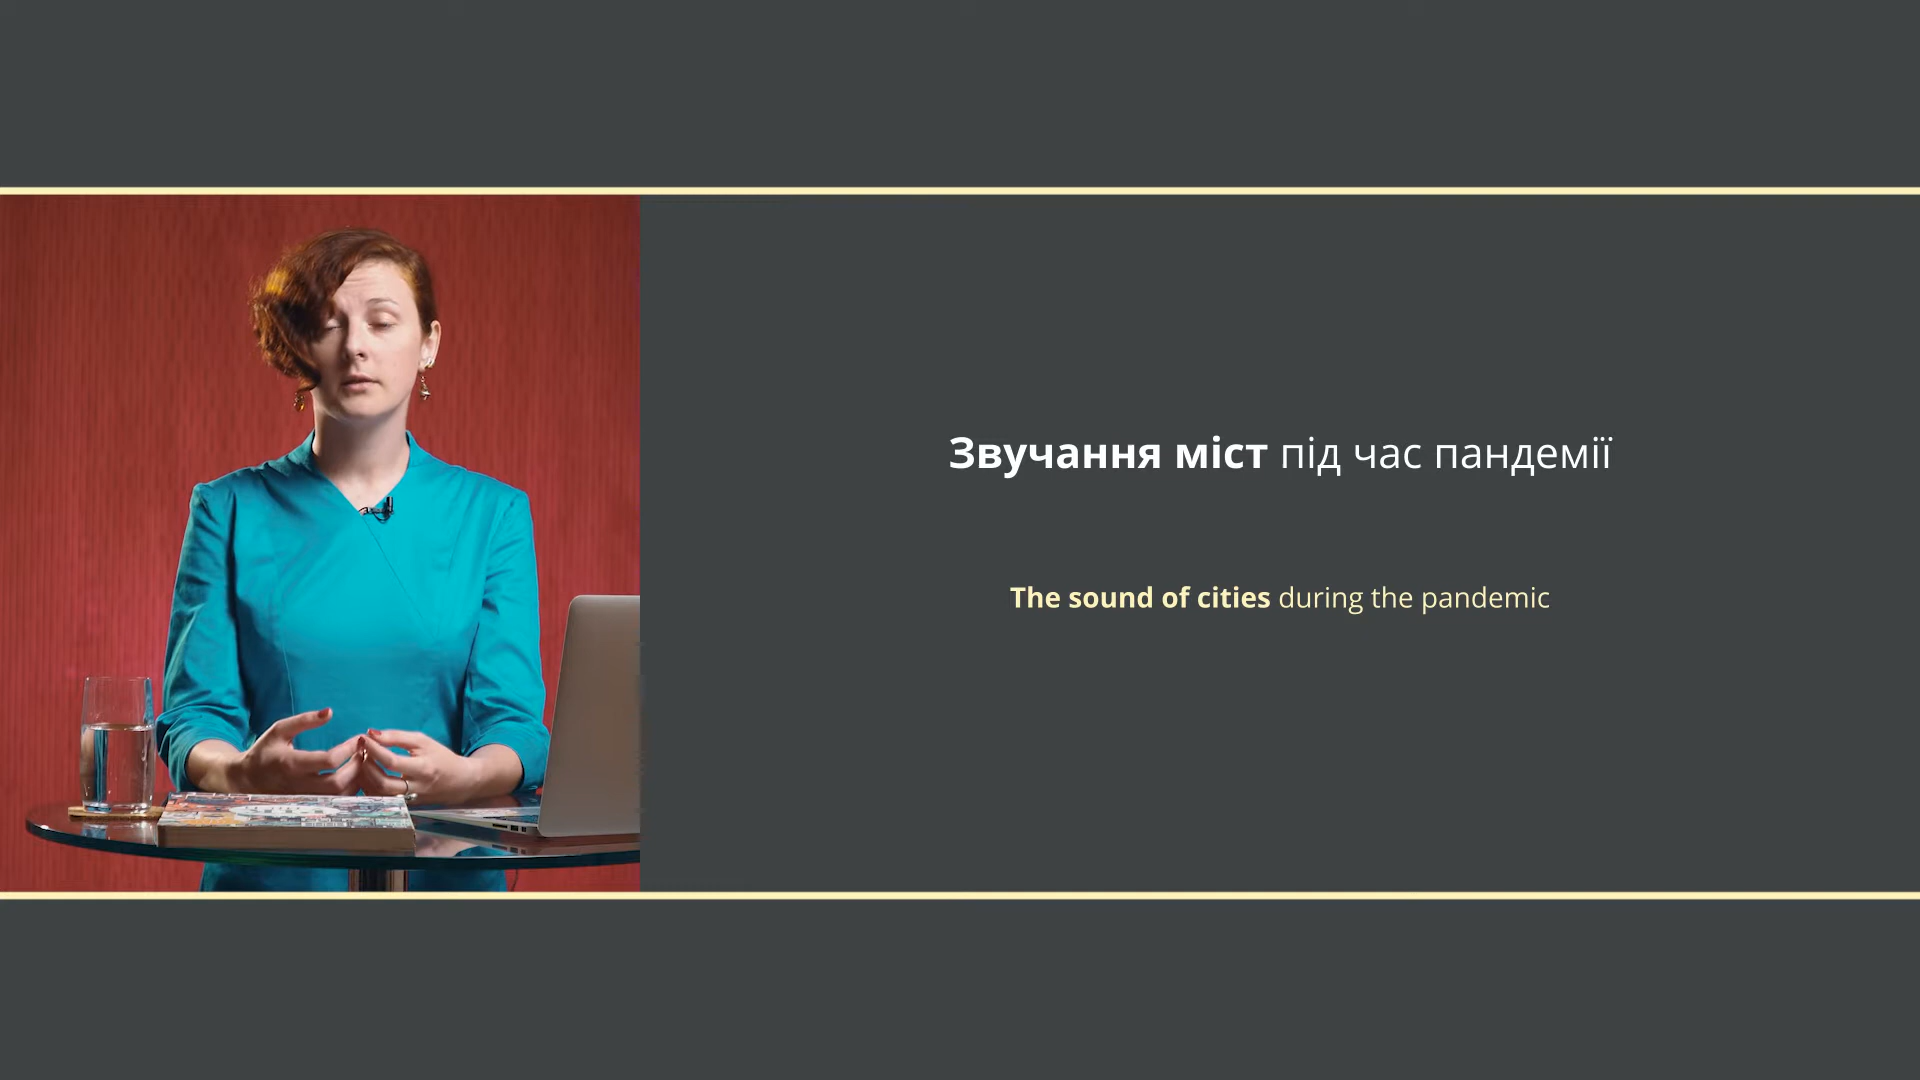 Звучання міст під час пандемії
The sound of cities during the pandemic